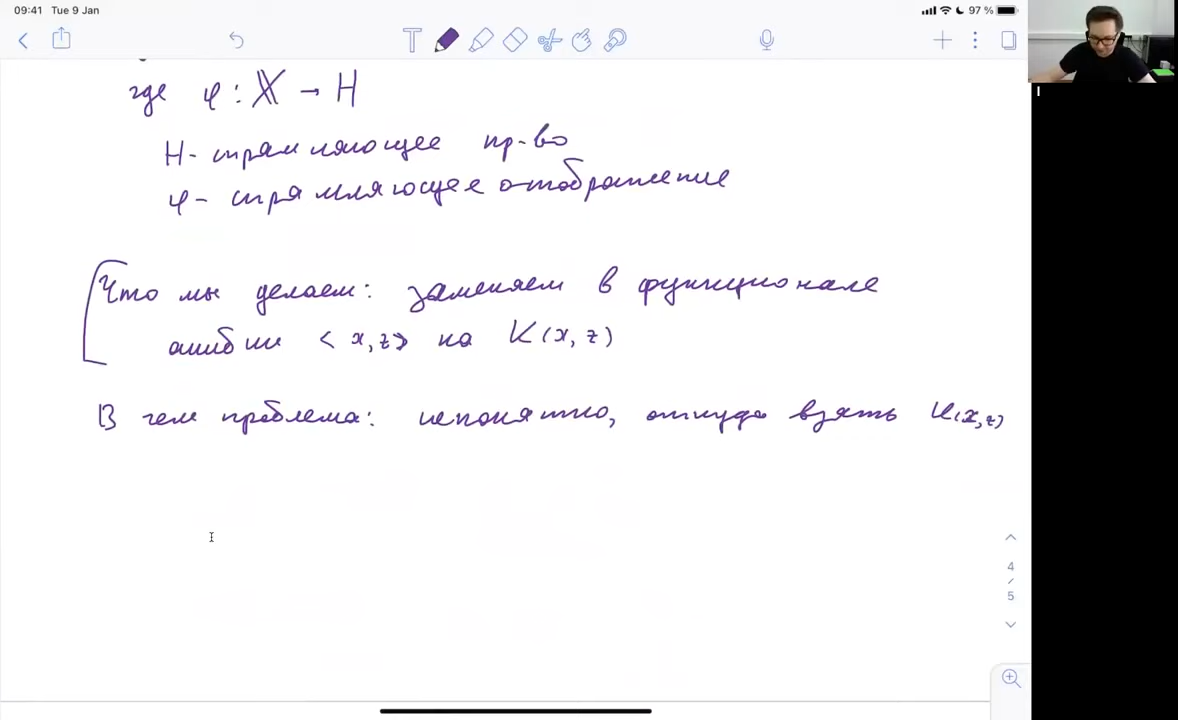 09:41 Tue 9 Jan
97 %
где φ : 𝕏 → H
H - спрямляющее пр-во
φ - спрямляющее отображение
Что мы делаем: заменяем в функционале
ошибки < x, z > на K(x, z)
В чем проблема: непонятно, откуда взять K(x, z)
4
/
5